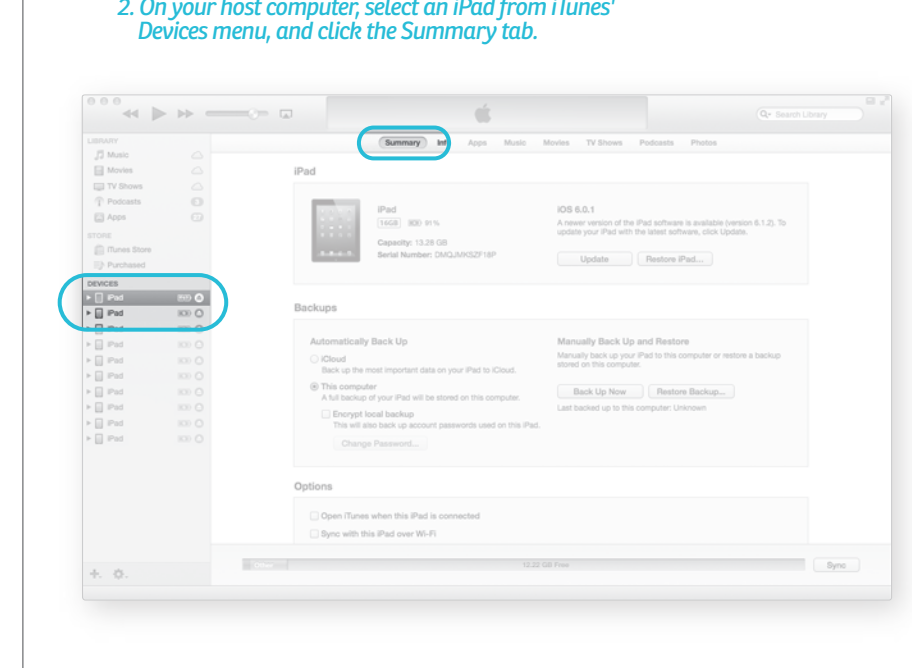 2. On your host computer, select an iPad from iTunes'
Devices menu, and click the Summary tab.
Search Library
Summary Info Apps Music Movies TV Shows Podcasts Photos
LIBRARY
Music
Movies
TV Shows
Podcasts
Apps
STORE
iTunes Store
Purchased
DEVICES
iPad
iPad
iPad
iPad
iPad
iPad
iPad
iPad
iPad
iPad
iPad
iPad
16GB 91%
Capacity: 13.28 GB
Serial Number: DMQJMKSZF18P
iOS 6.0.1
A newer version of the iPad software is available (version 6.1.2). To
update your iPad with the latest software, click Update.
Update Restore iPad...
Backups
Automatically Back Up
iCloud
Back up the most important data on your iPad to iCloud.
This computer
A full backup of your iPad will be stored on this computer.
Encrypt local backup
This will also back up account passwords used on this iPad.
Change Password...
Manually Back Up and Restore
Manually back up your iPad to this computer or restore a backup
stored on this computer.
Back Up Now Restore Backup...
Last backed up to this computer: Unknown
Options
Open iTunes when this iPad is connected
Sync with this iPad over Wi-Fi
Other 12.22 GB Free Sync